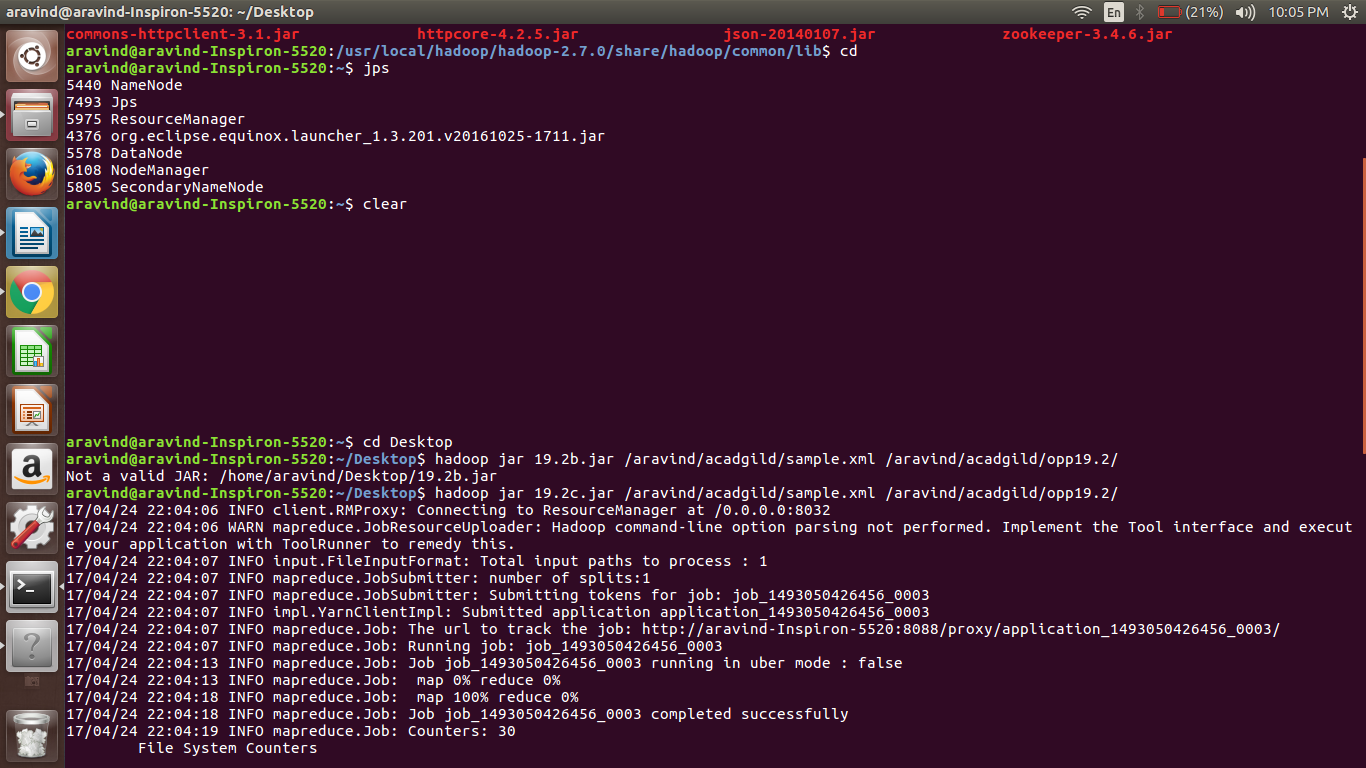 aravind@aravind-Inspiron-5520: ~/Desktop
En
(21%)
10:05 PM
commons-httpclient-3.1.jar httpcore-4.2.5.jar json-20140107.jar zookeeper-3.4.6.jar
aravind@aravind-Inspiron-5520:/usr/local/hadoop/hadoop-2.7.0/share/hadoop/common/lib$ cd
aravind@aravind-Inspiron-5520:~$ jps
5440 NameNode
7493 Jps
5975 ResourceManager
4376 org.eclipse.equinox.launcher_1.3.201.v20161025-1711.jar
5578 DataNode
6108 NodeManager
5805 SecondaryNameNode
aravind@aravind-Inspiron-5520:~$ clear
aravind@aravind-Inspiron-5520:~$ cd Desktop
aravind@aravind-Inspiron-5520:~/Desktop$ hadoop jar 19.2b.jar /aravind/acadgild/sample.xml /aravind/acadgild/opp19.2/
Not a valid JAR: /home/aravind/Desktop/19.2b.jar
aravind@aravind-Inspiron-5520:~/Desktop$ hadoop jar 19.2c.jar /aravind/acadgild/sample.xml /aravind/acadgild/opp19.2/
17/04/24 22:04:06 INFO client.RMProxy: Connecting to ResourceManager at /0.0.0.0:8032
17/04/24 22:04:06 WARN mapreduce.JobResourceUploader: Hadoop command-line option parsing not performed. Implement the Tool interface and execut
e your application with ToolRunner to remedy this.
17/04/24 22:04:07 INFO input.FileInputFormat: Total input paths to process : 1
17/04/24 22:04:07 INFO mapreduce.JobSubmitter: number of splits:1
17/04/24 22:04:07 INFO mapreduce.JobSubmitter: Submitting tokens for job: job_1493050426456_0003
17/04/24 22:04:07 INFO impl.YarnClientImpl: Submitted application application_1493050426456_0003
17/04/24 22:04:07 INFO mapreduce.Job: The url to track the job: http://aravind-Inspiron-5520:8088/proxy/application_1493050426456_0003/
17/04/24 22:04:07 INFO mapreduce.Job: Running job: job_1493050426456_0003
17/04/24 22:04:13 INFO mapreduce.Job: Job job_1493050426456_0003 running in uber mode : false
17/04/24 22:04:13 INFO mapreduce.Job:  map 0% reduce 0%
17/04/24 22:04:18 INFO mapreduce.Job:  map 100% reduce 0%
17/04/24 22:04:18 INFO mapreduce.Job: Job job_1493050426456_0003 completed successfully
17/04/24 22:04:19 INFO mapreduce.Job: Counters: 30
File System Counters